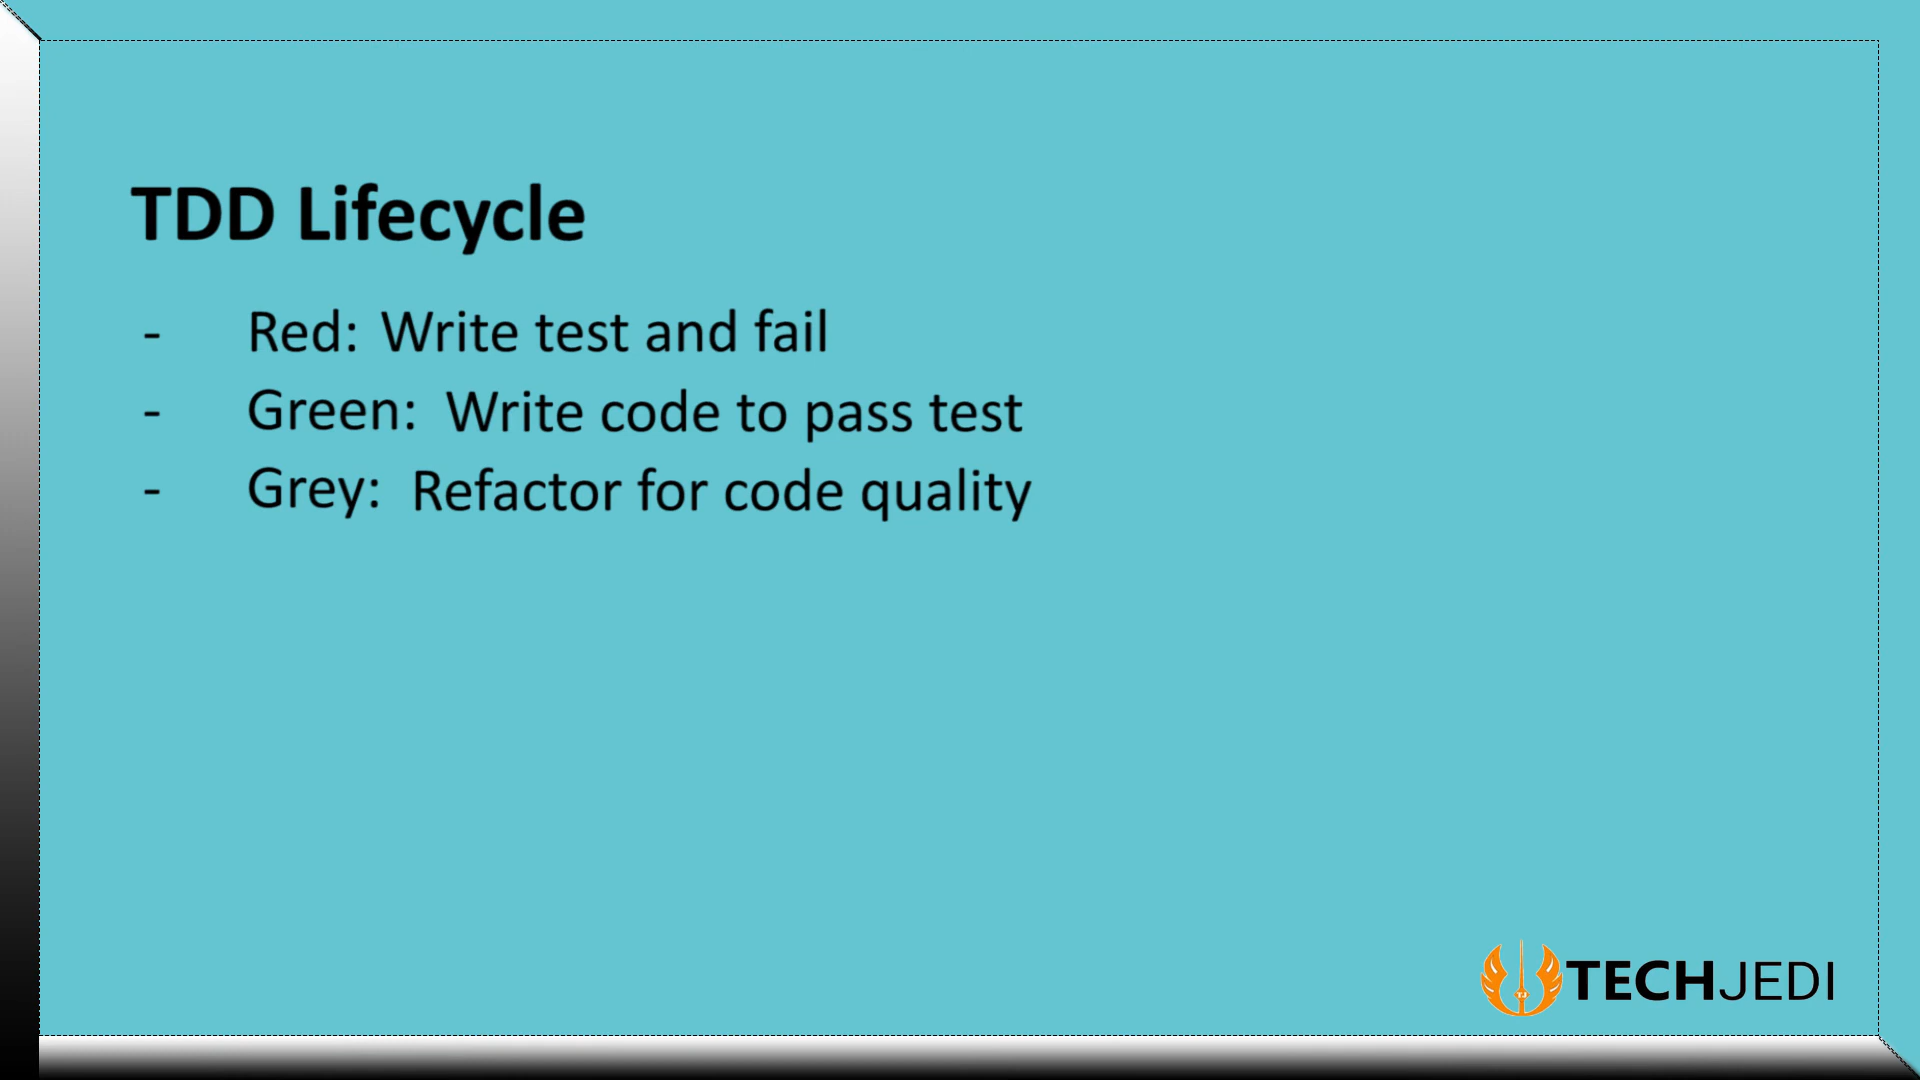 TDD Lifecycle
- Red: Write test and fail
- Green: Write code to pass test
- Grey: Refactor for code quality
TECHJEDI